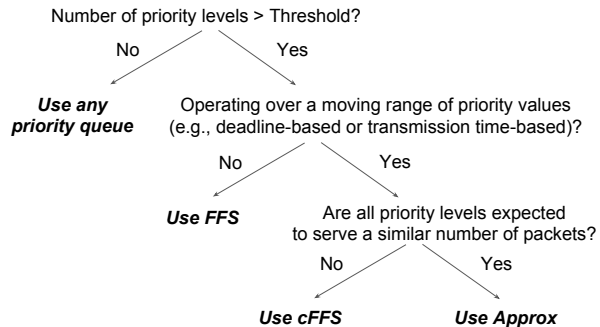 Number of priority levels > Threshold?
No
Yes
Use any
priority queue
Operating over a moving range of priority values
(e.g., deadline-based or transmission time-based)?
No
Yes
Use FFS
Are all priority levels expected
to serve a similar number of packets?
No
Yes
Use cFFS
Use Approx